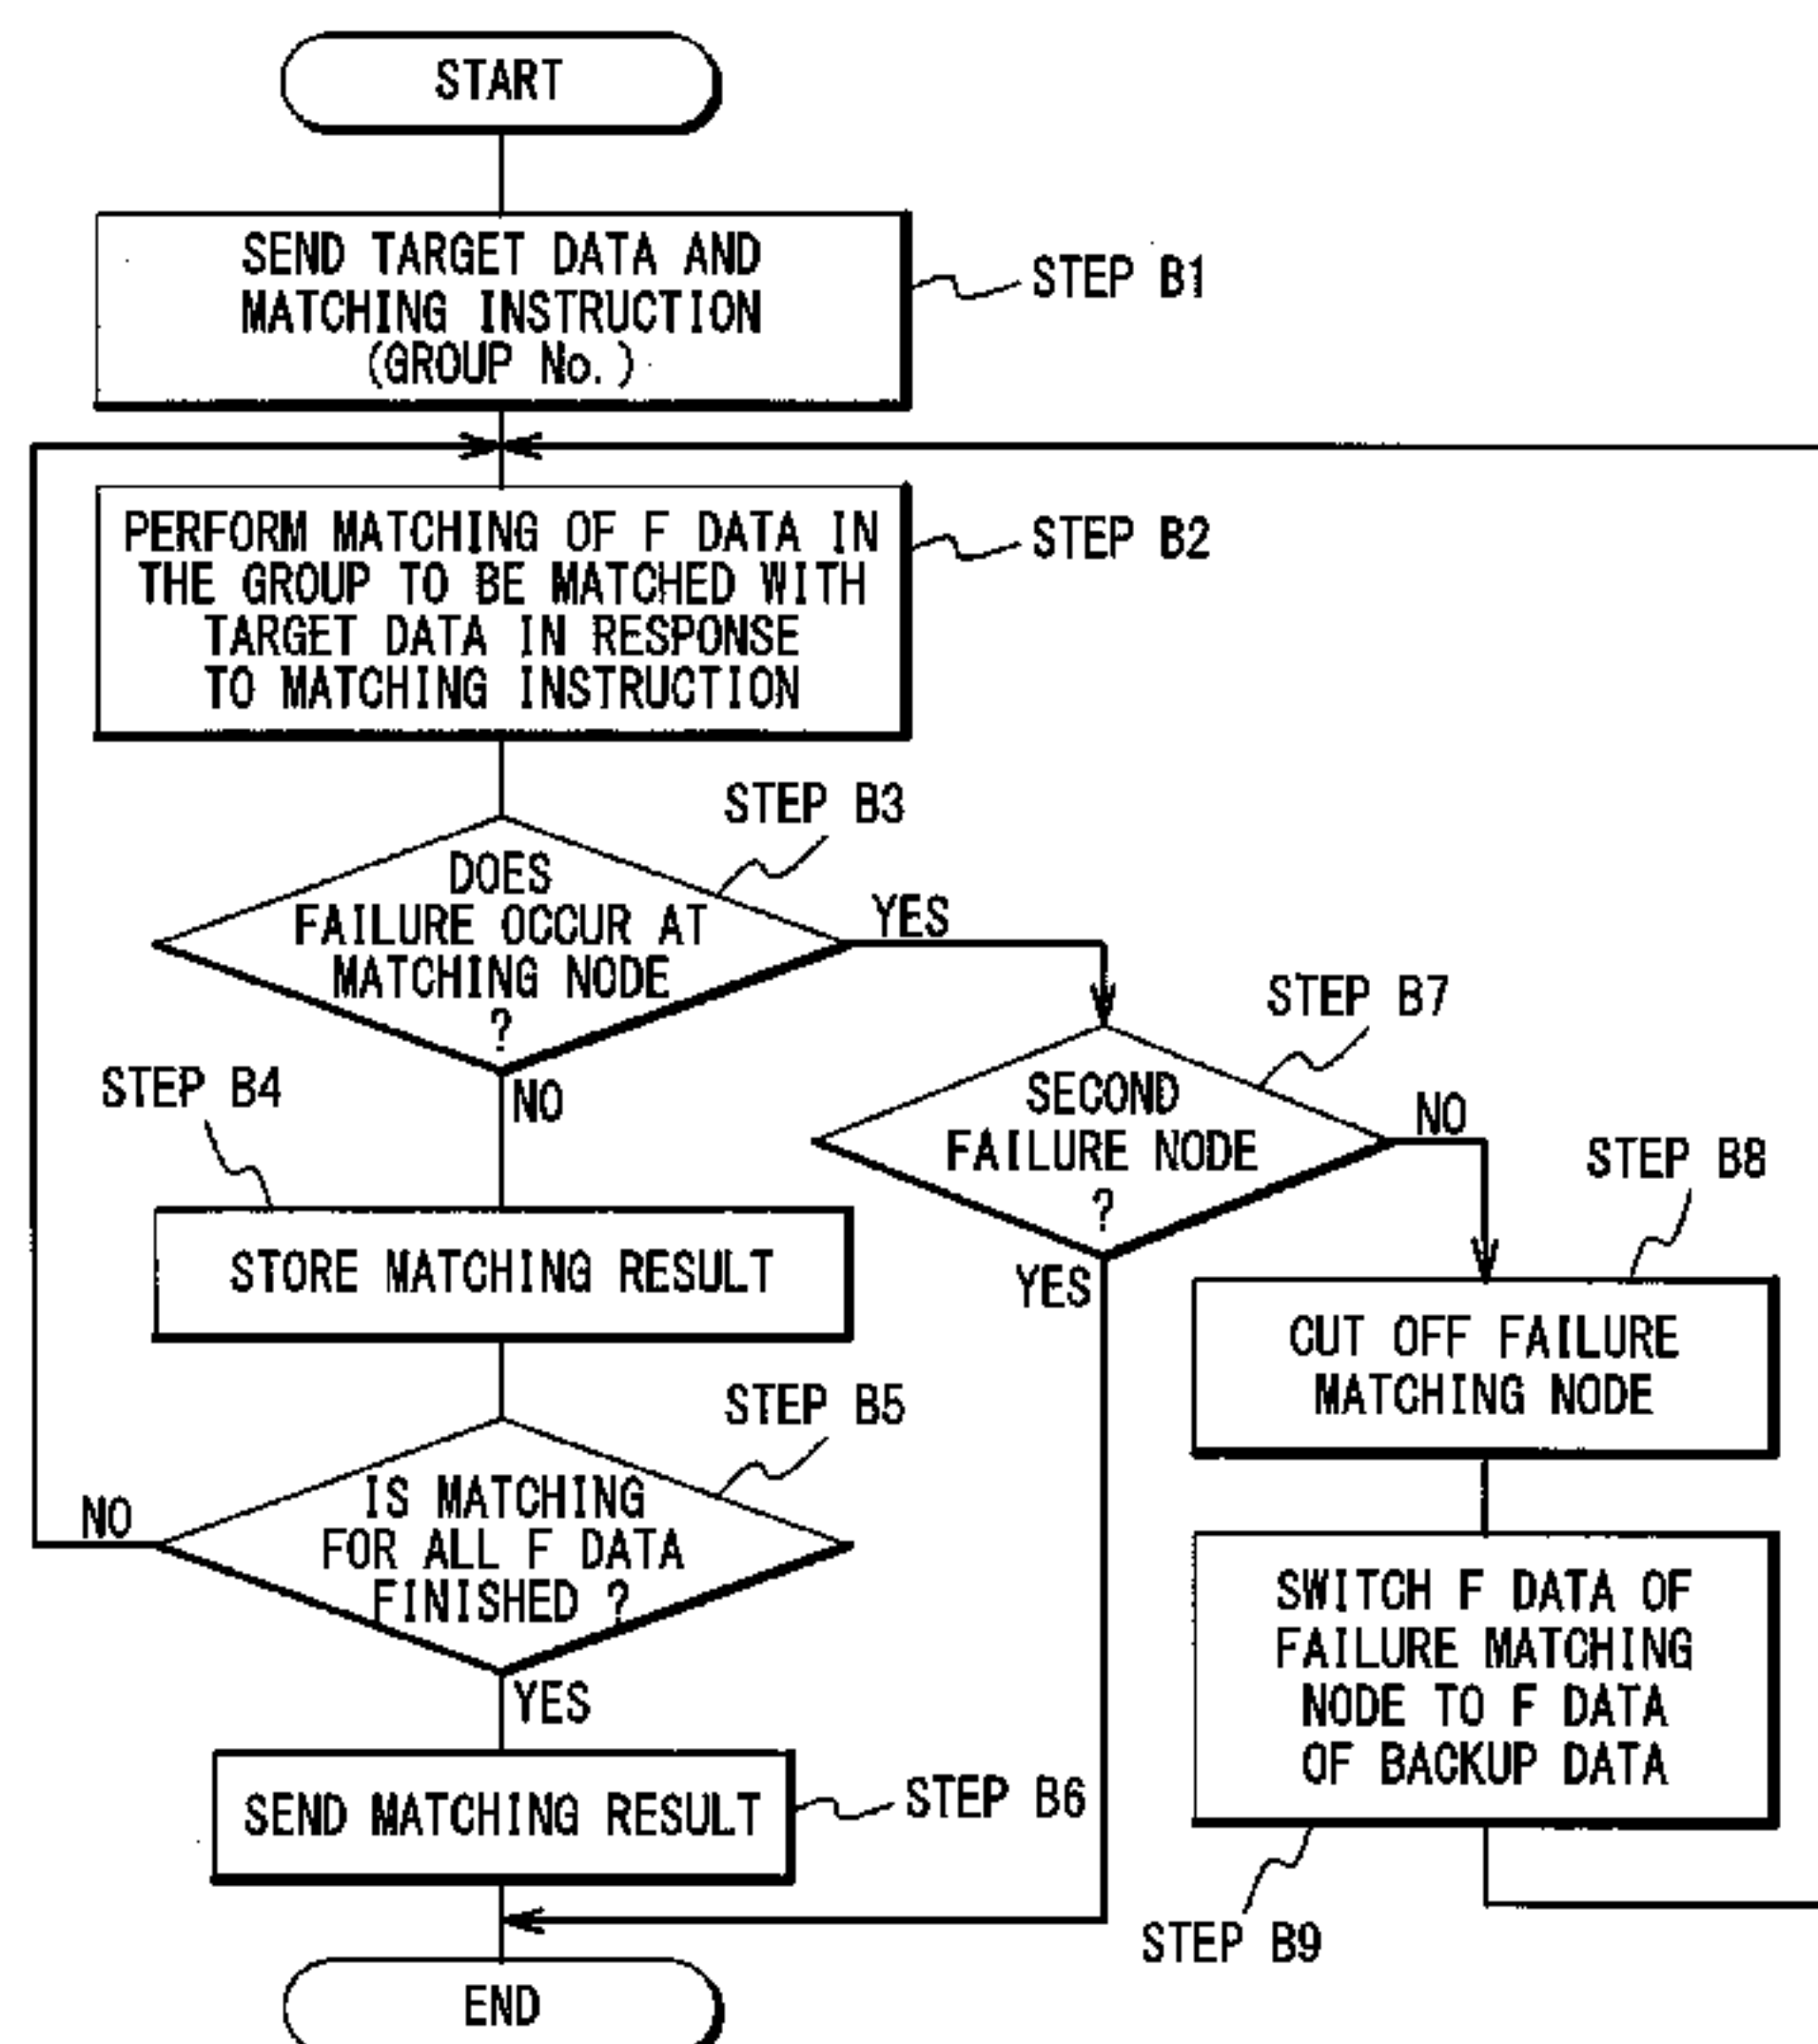 START
SEND TARGET DATA AND
MATCHING INSTRUCTION
(GROUP No.)
STEP B1
PERFORM MATCHING OF F DATA IN
THE GROUP TO BE MATCHED WITH
TARGET DATA IN RESPONSE
TO MATCHING INSTRUCTION
STEP B2
STEP B3
DOES
FAILURE OCCUR AT
MATCHING NODE
?
YES
NO
STEP B4
STORE MATCHING RESULT
STEP B5
IS MATCHING
FOR ALL F DATA
FINISHED ?
NO
YES
SEND MATCHING RESULT
STEP B6
END
STEP B7
SECOND
FAILURE NODE
?
NO
YES
STEP B8
CUT OFF FAILURE
MATCHING NODE
SWITCH F DATA OF
FAILURE MATCHING
NODE TO F DATA
OF BACKUP DATA
STEP B9